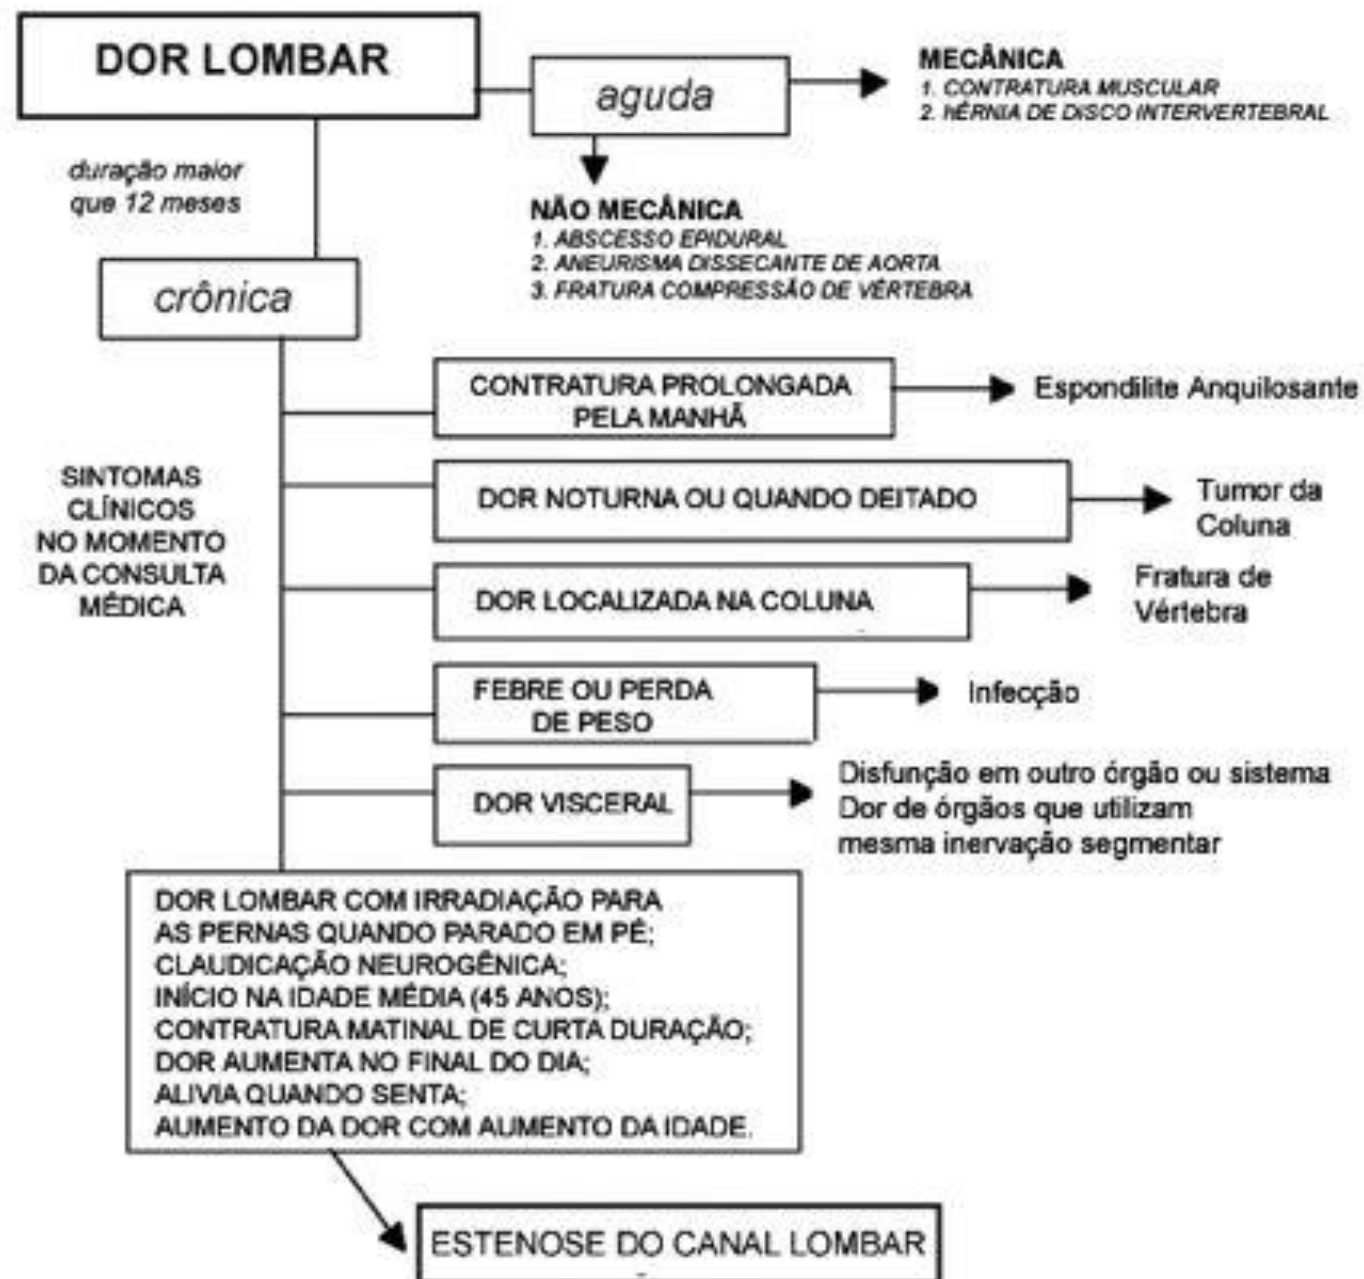 DOR LOMBAR
aguda
MECÂNICA
1. CONTRATURA MUSCULAR
2. hÉRNIA DE DISCO INTERVERTEBRAL
duração maior
que 12 meses
NÃO MECÂNICA
1. ABSCESSO EPIDURAL
2. ANEURISMA DISSECANTE DE AORTA
3. FRATURA COMPRESSÃO DE VÉRTEBRA
crônica
CONTRATURA PROLONGADA
PELA MANHÃ
Espondilite Anquilosante
SINTOMAS
CLÍNICOS
NO MOMENTO
DA CONSULTA
MÉDICA
DOR NOTURNA OU QUANDO DEITADO
Tumor da
Coluna
DOR LOCALIZADA NA COLUNA
Fratura de
Vértebra
FEBRE OU PERDA
DE PESO
Infecção
DOR VISCERAL
Disfunção em outro órgão ou sistema
Dor de órgãos que utilizam
mesma inervação segmentar
DOR LOMBAR COM IRRADIAÇÃO PARA
AS PERNAS QUANDO PARADO EM PÉ;
CLAUDICAÇÃO NEUROGÊNICA;
INÍCIO NA IDADE MÉDIA (45 ANOS);
CONTRATURA MATINAL DE CURTA DURAÇÃO;
DOR AUMENTA NO FINAL DO DIA;
ALIVIA QUANDO SENTA;
AUMENTO DA DOR COM AUMENTO DA IDADE.
ESTENOSE DO CANAL LOMBAR